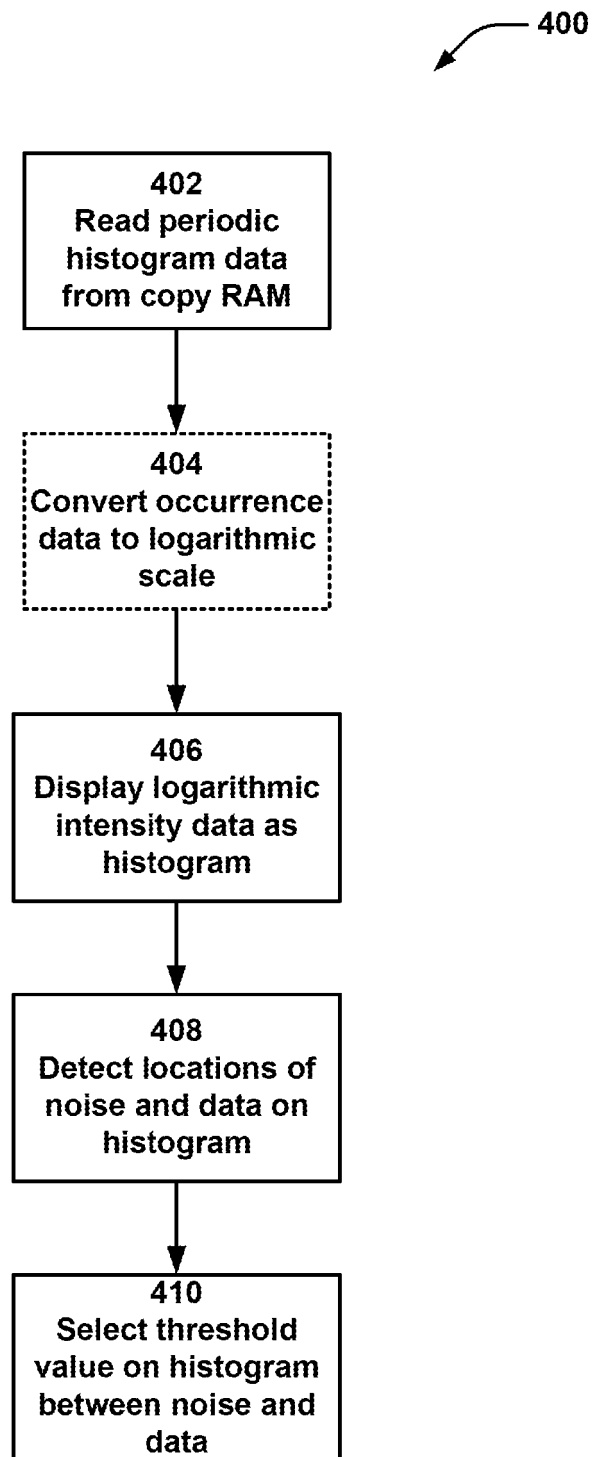 400
402
Read periodic
histogram data
from copy RAM
404
Convert occurrence
data to logarithmic
scale
406
Display logarithmic
intensity data as
histogram
408
Detect locations of
noise and data on
histogram
410
Select threshold
value on histogram
between noise and
data